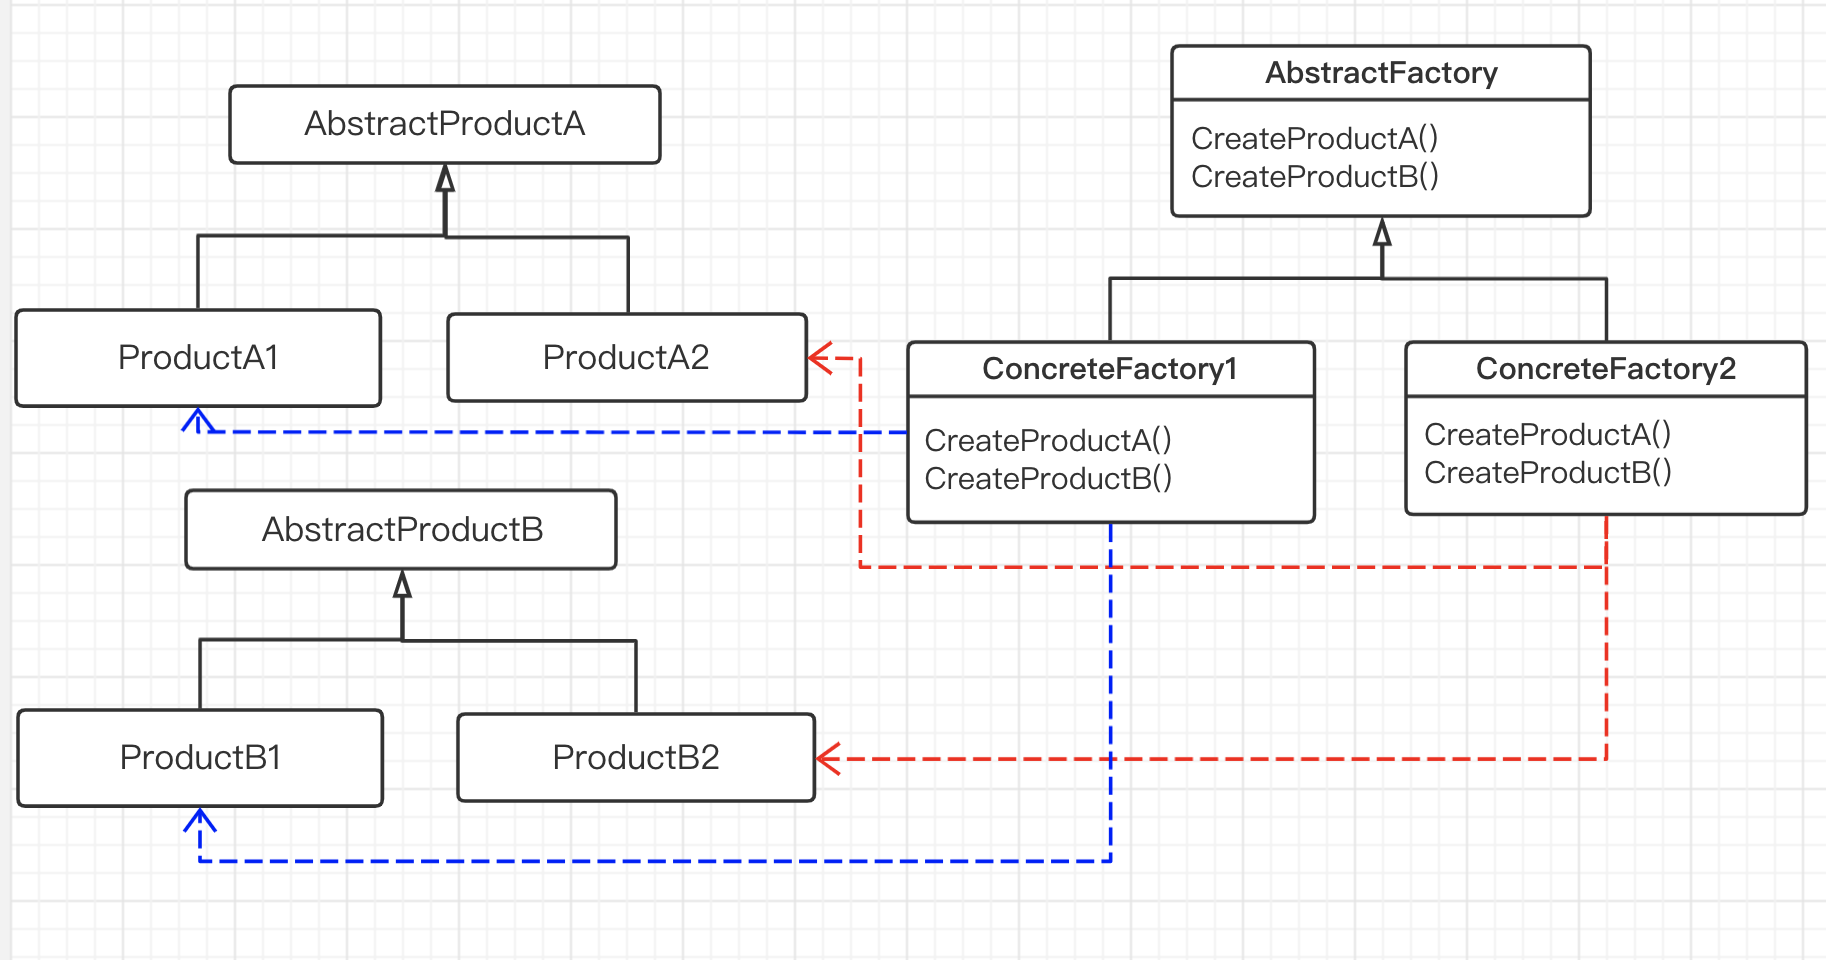 AbstractProductA
ProductA1
ProductA2
AbstractProductB
ProductB1
ProductB2
AbstractFactory
CreateProductA()
CreateProductB()
ConcreteFactory1
CreateProductA()
CreateProductB()
ConcreteFactory2
CreateProductA()
CreateProductB()